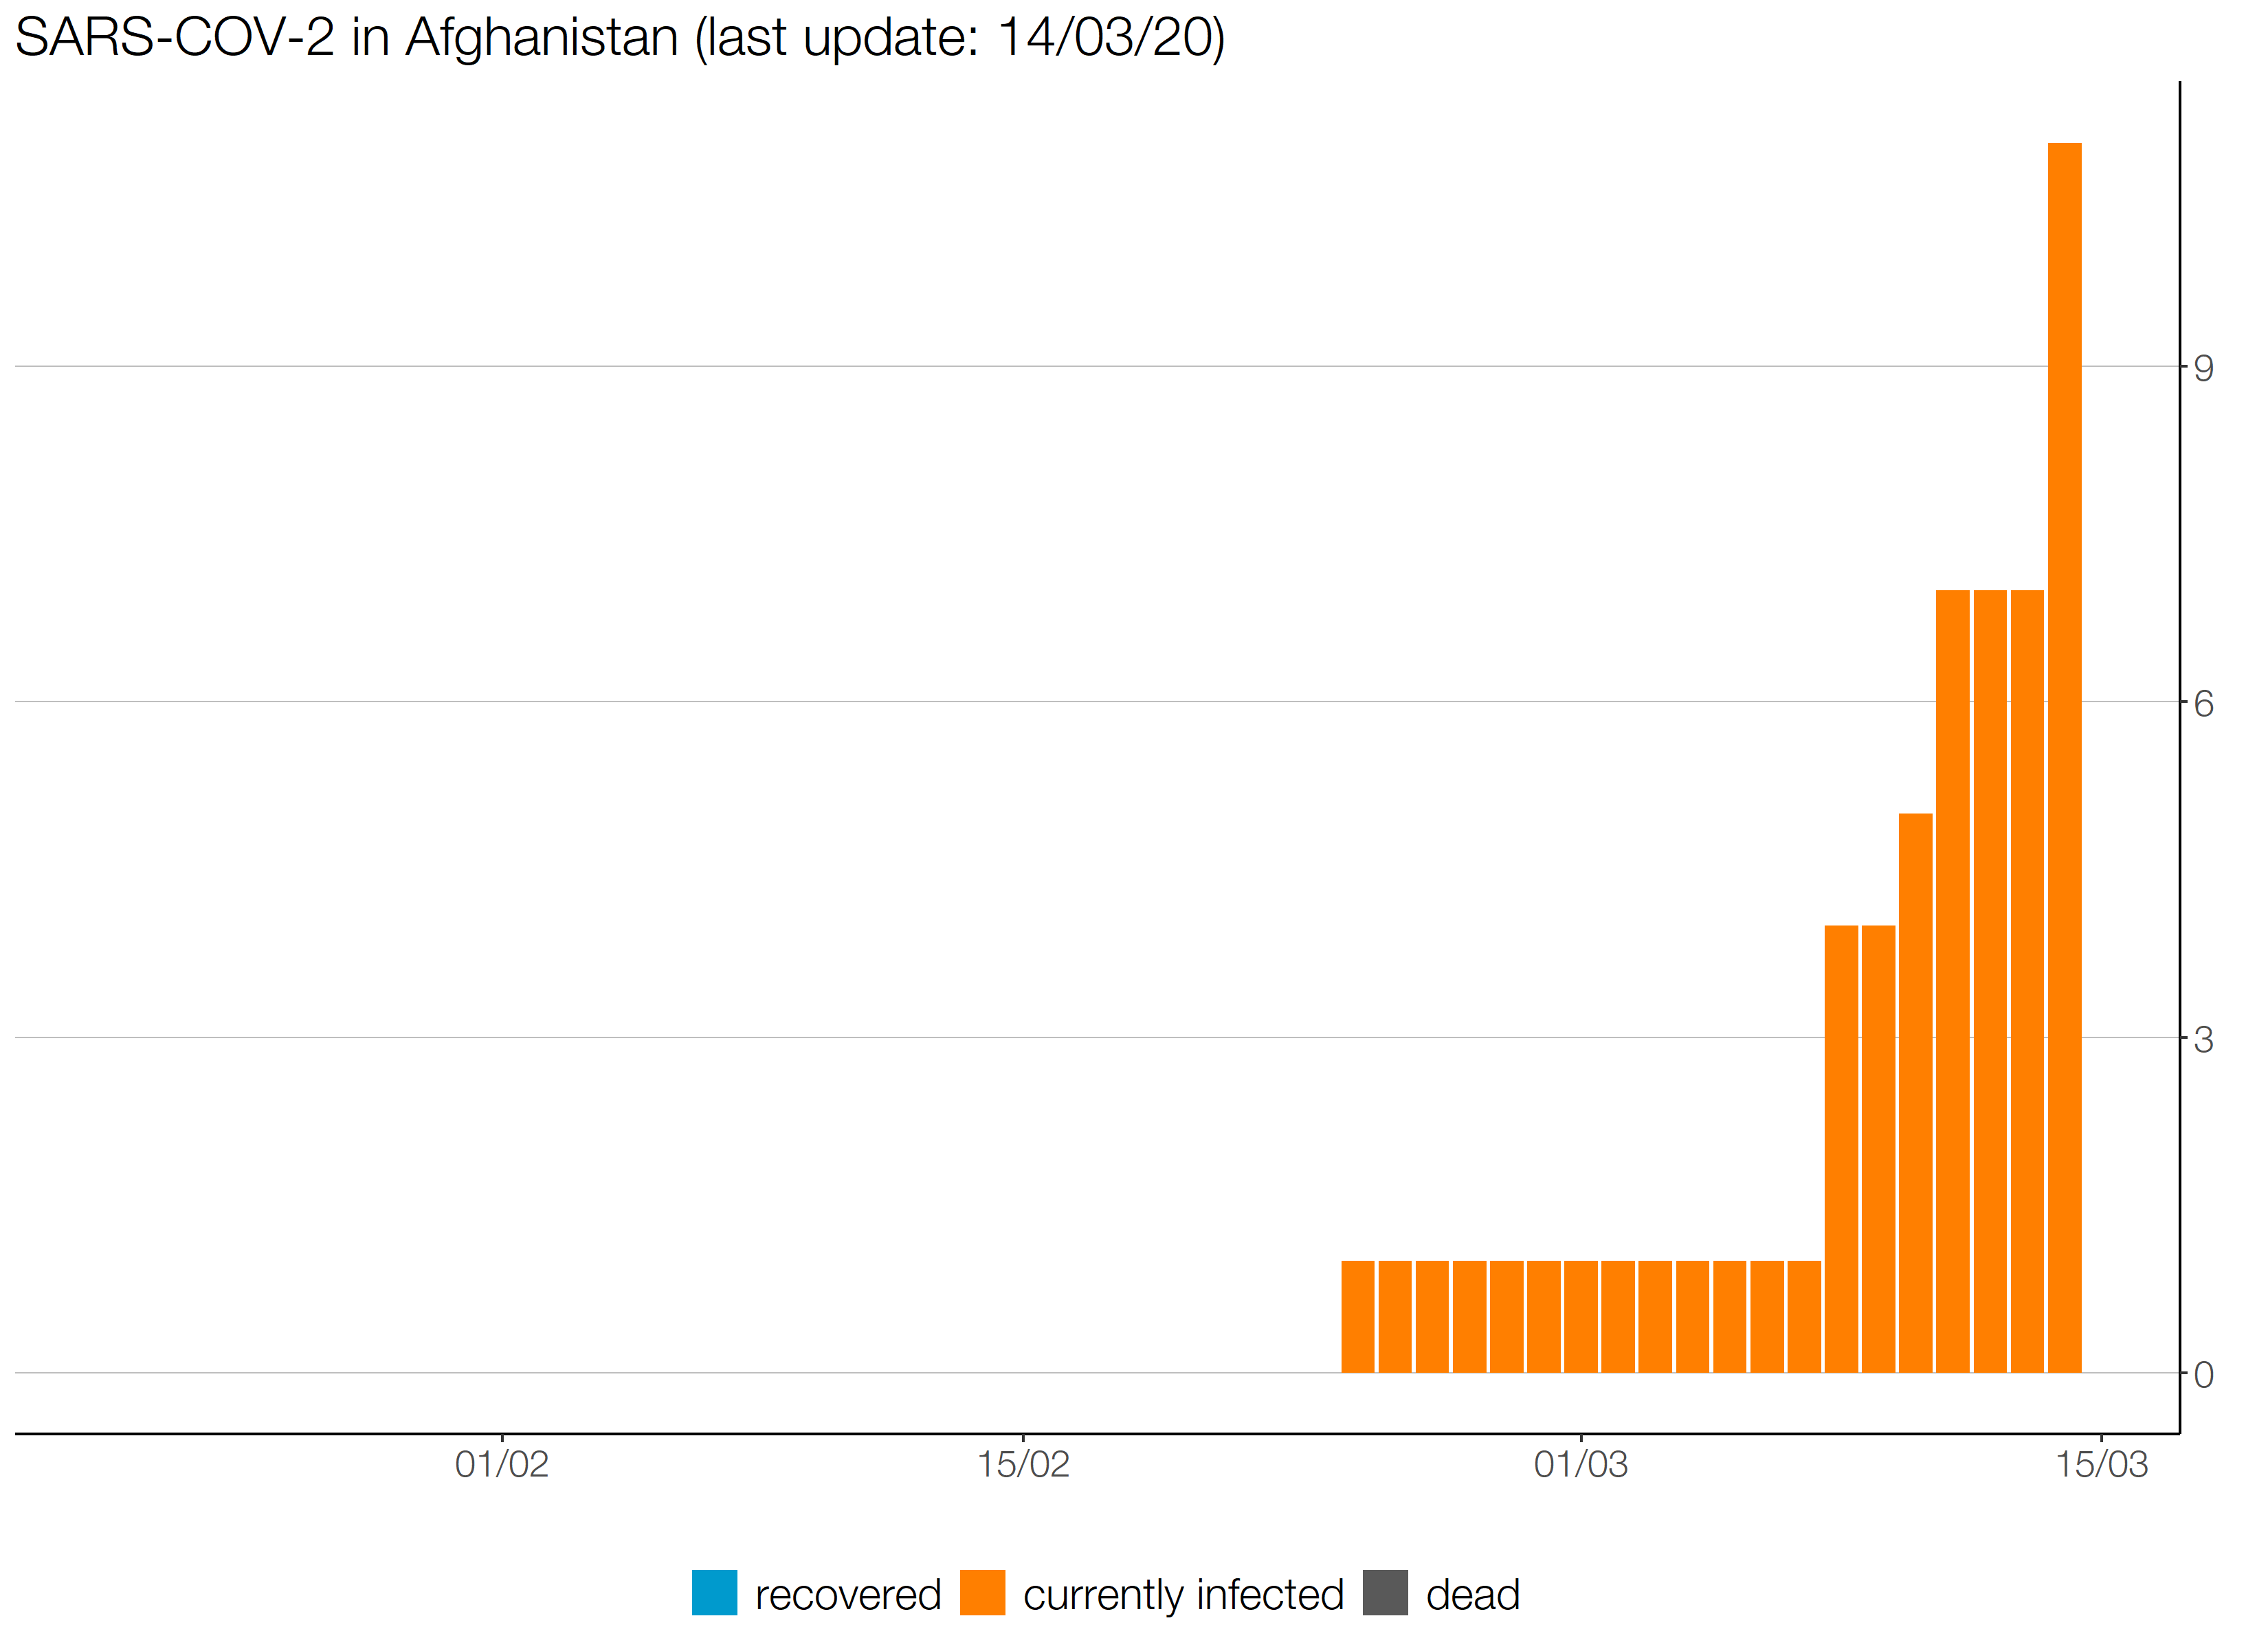 SARS-COV-2 in Afghanistan (last update: 14/03/20)
9
6
3
0
01/02 15/02 01/03 15/03
recovered currently infected dead